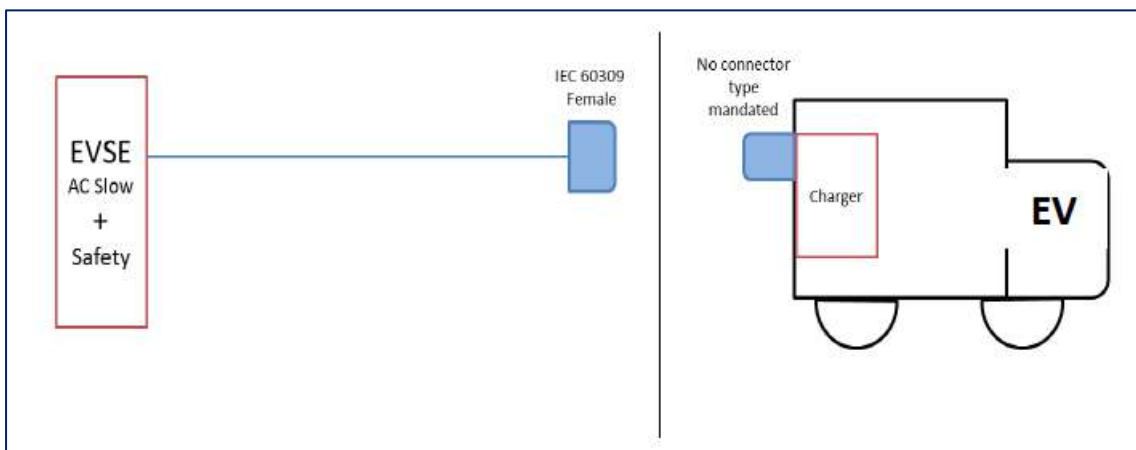 EVSE
AC Slow
+
Safety
IEC 60309
Female
No connector
type
mandated
Charger
EV